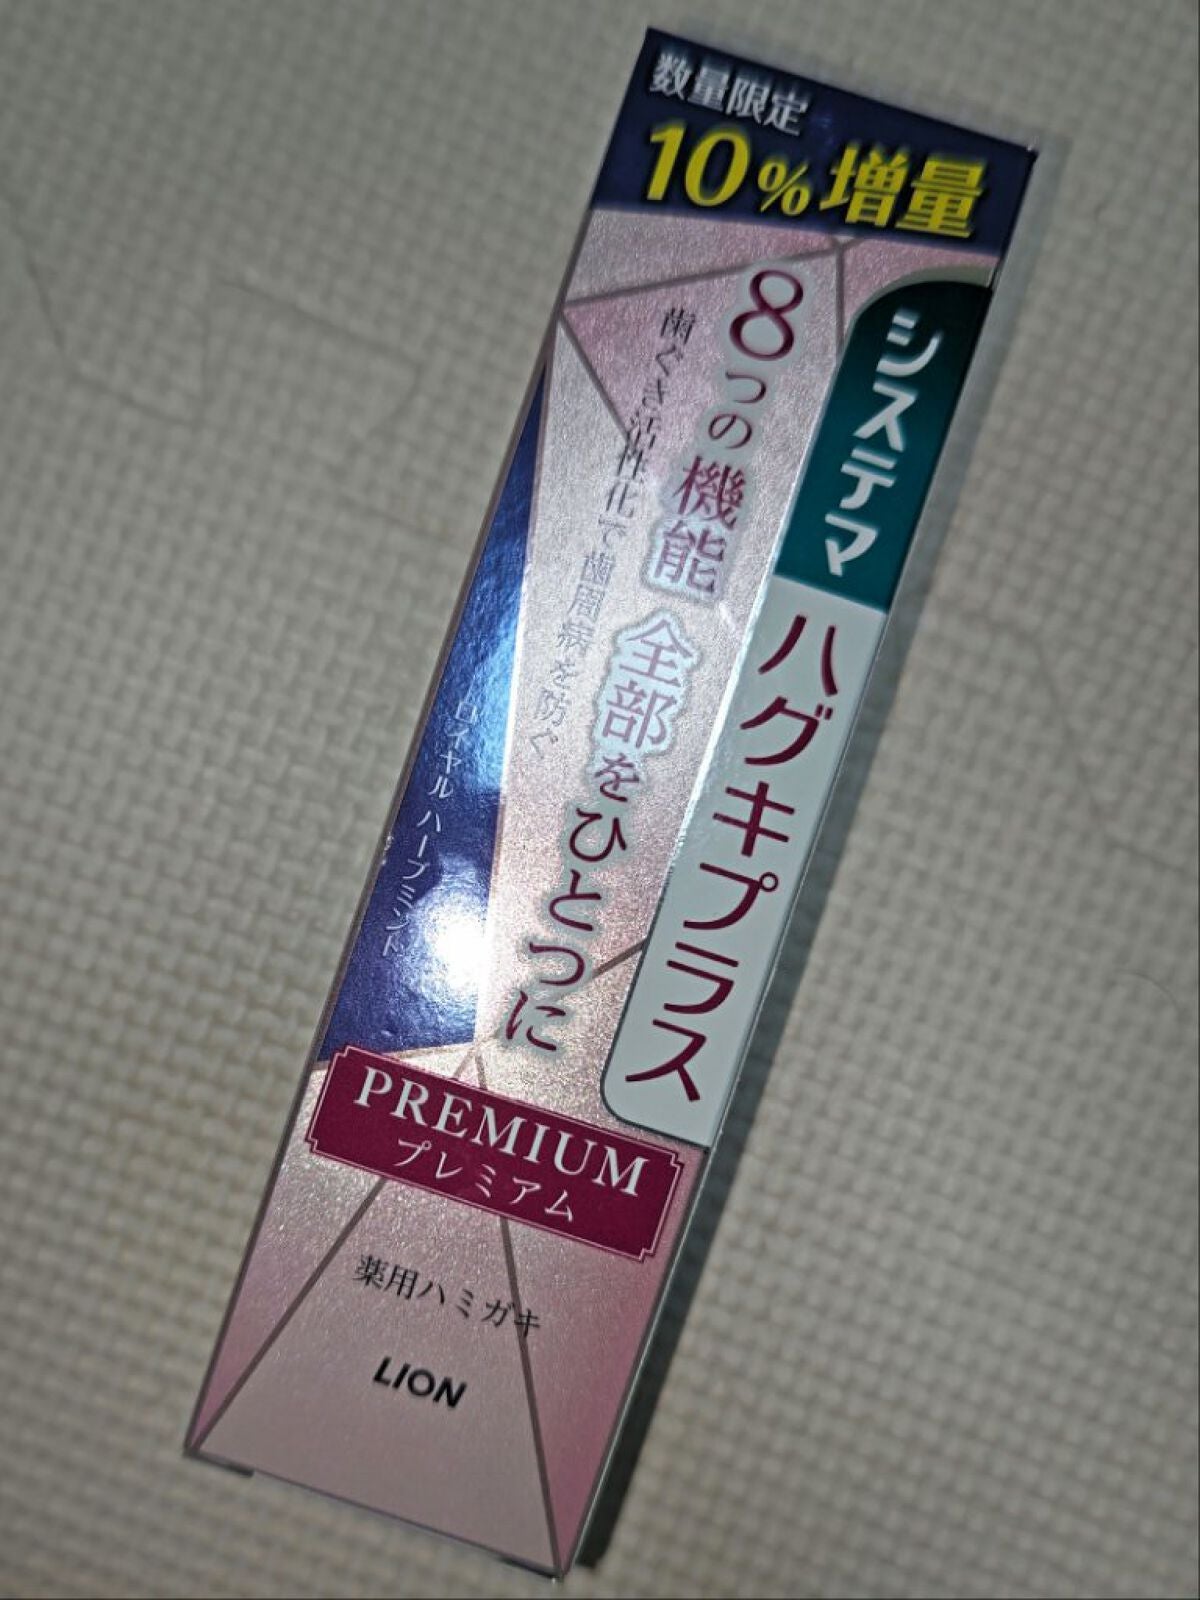 数量限定
10%増量
システマ
ハグキプラス
8つの機能 全部をひとつに
歯ぐき活性化で歯周病を防ぐ
ロイヤルハーブミント
PREMIUM
プレミアム
薬用ハミガキ
LION